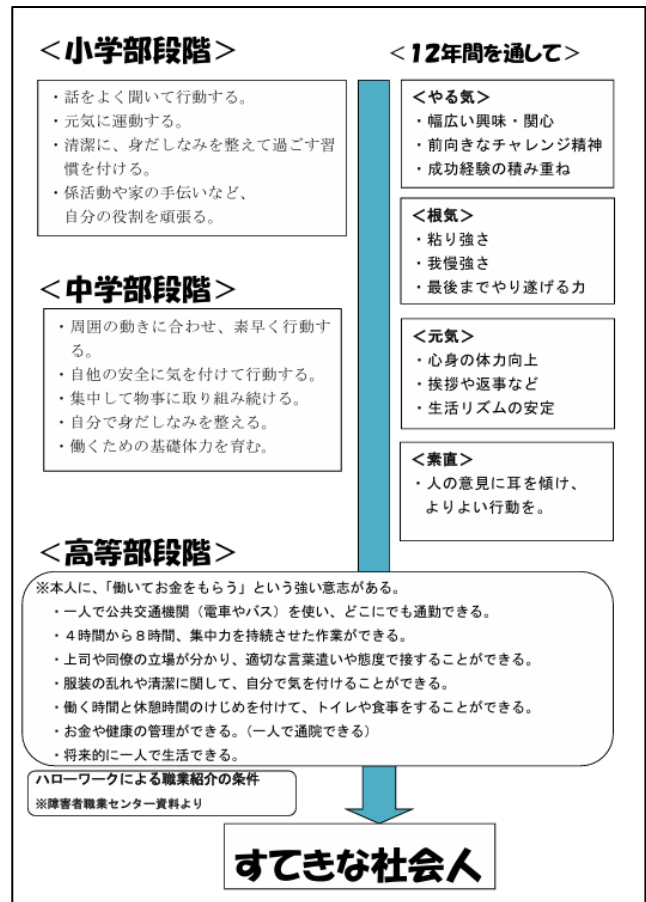 ＜小学部段階＞
・話をよく聞いて行動する。
・元気に運動する。
・清潔に、身だしなみを整えて過ごす習
慣を付ける。
・係活動や家の手伝いなど、
自分の役割を頑張る。
＜中学部段階＞
・周囲の動きに合わせ、素早く行動す
る。
・自他の安全に気を付けて行動する。
・集中して物事に取り組み続ける。
・自分で身だしなみを整える。
・働くための基礎体力を育む。
＜12年間を通して＞
＜やる気＞
・幅広い興味・関心
・前向きなチャレンジ精神
・成功経験の積み重ね
＜根気＞
・粘り強さ
・我慢強さ
・最後までやり遂げる力
＜元気＞
・心身の体力向上
・挨拶や返事など
・生活リズムの安定
＜素直＞
・人の意見に耳を傾け、
よりよい行動を。
＜高等部段階＞
※本人に、「働いてお金をもらう」という強い意志がある。
・一人で公共交通機関（電車やバス）を使い、どこにでも通勤できる。
・４時間から８時間、集中力を持続させた作業ができる。
・上司や同僚の立場が分かり、適切な言葉遣いや態度で接することができる。
・服装の乱れや清潔に関して、自分で気を付けることができる。
・働く時間と休憩時間のけじめを付けて、トイレや食事をすることができる。
・お金や健康の管理ができる。（一人で通院できる）
・将来的に一人で生活できる。
ハローワークによる職業紹介の条件
※障害者職業センター資料より
すてきな社会人